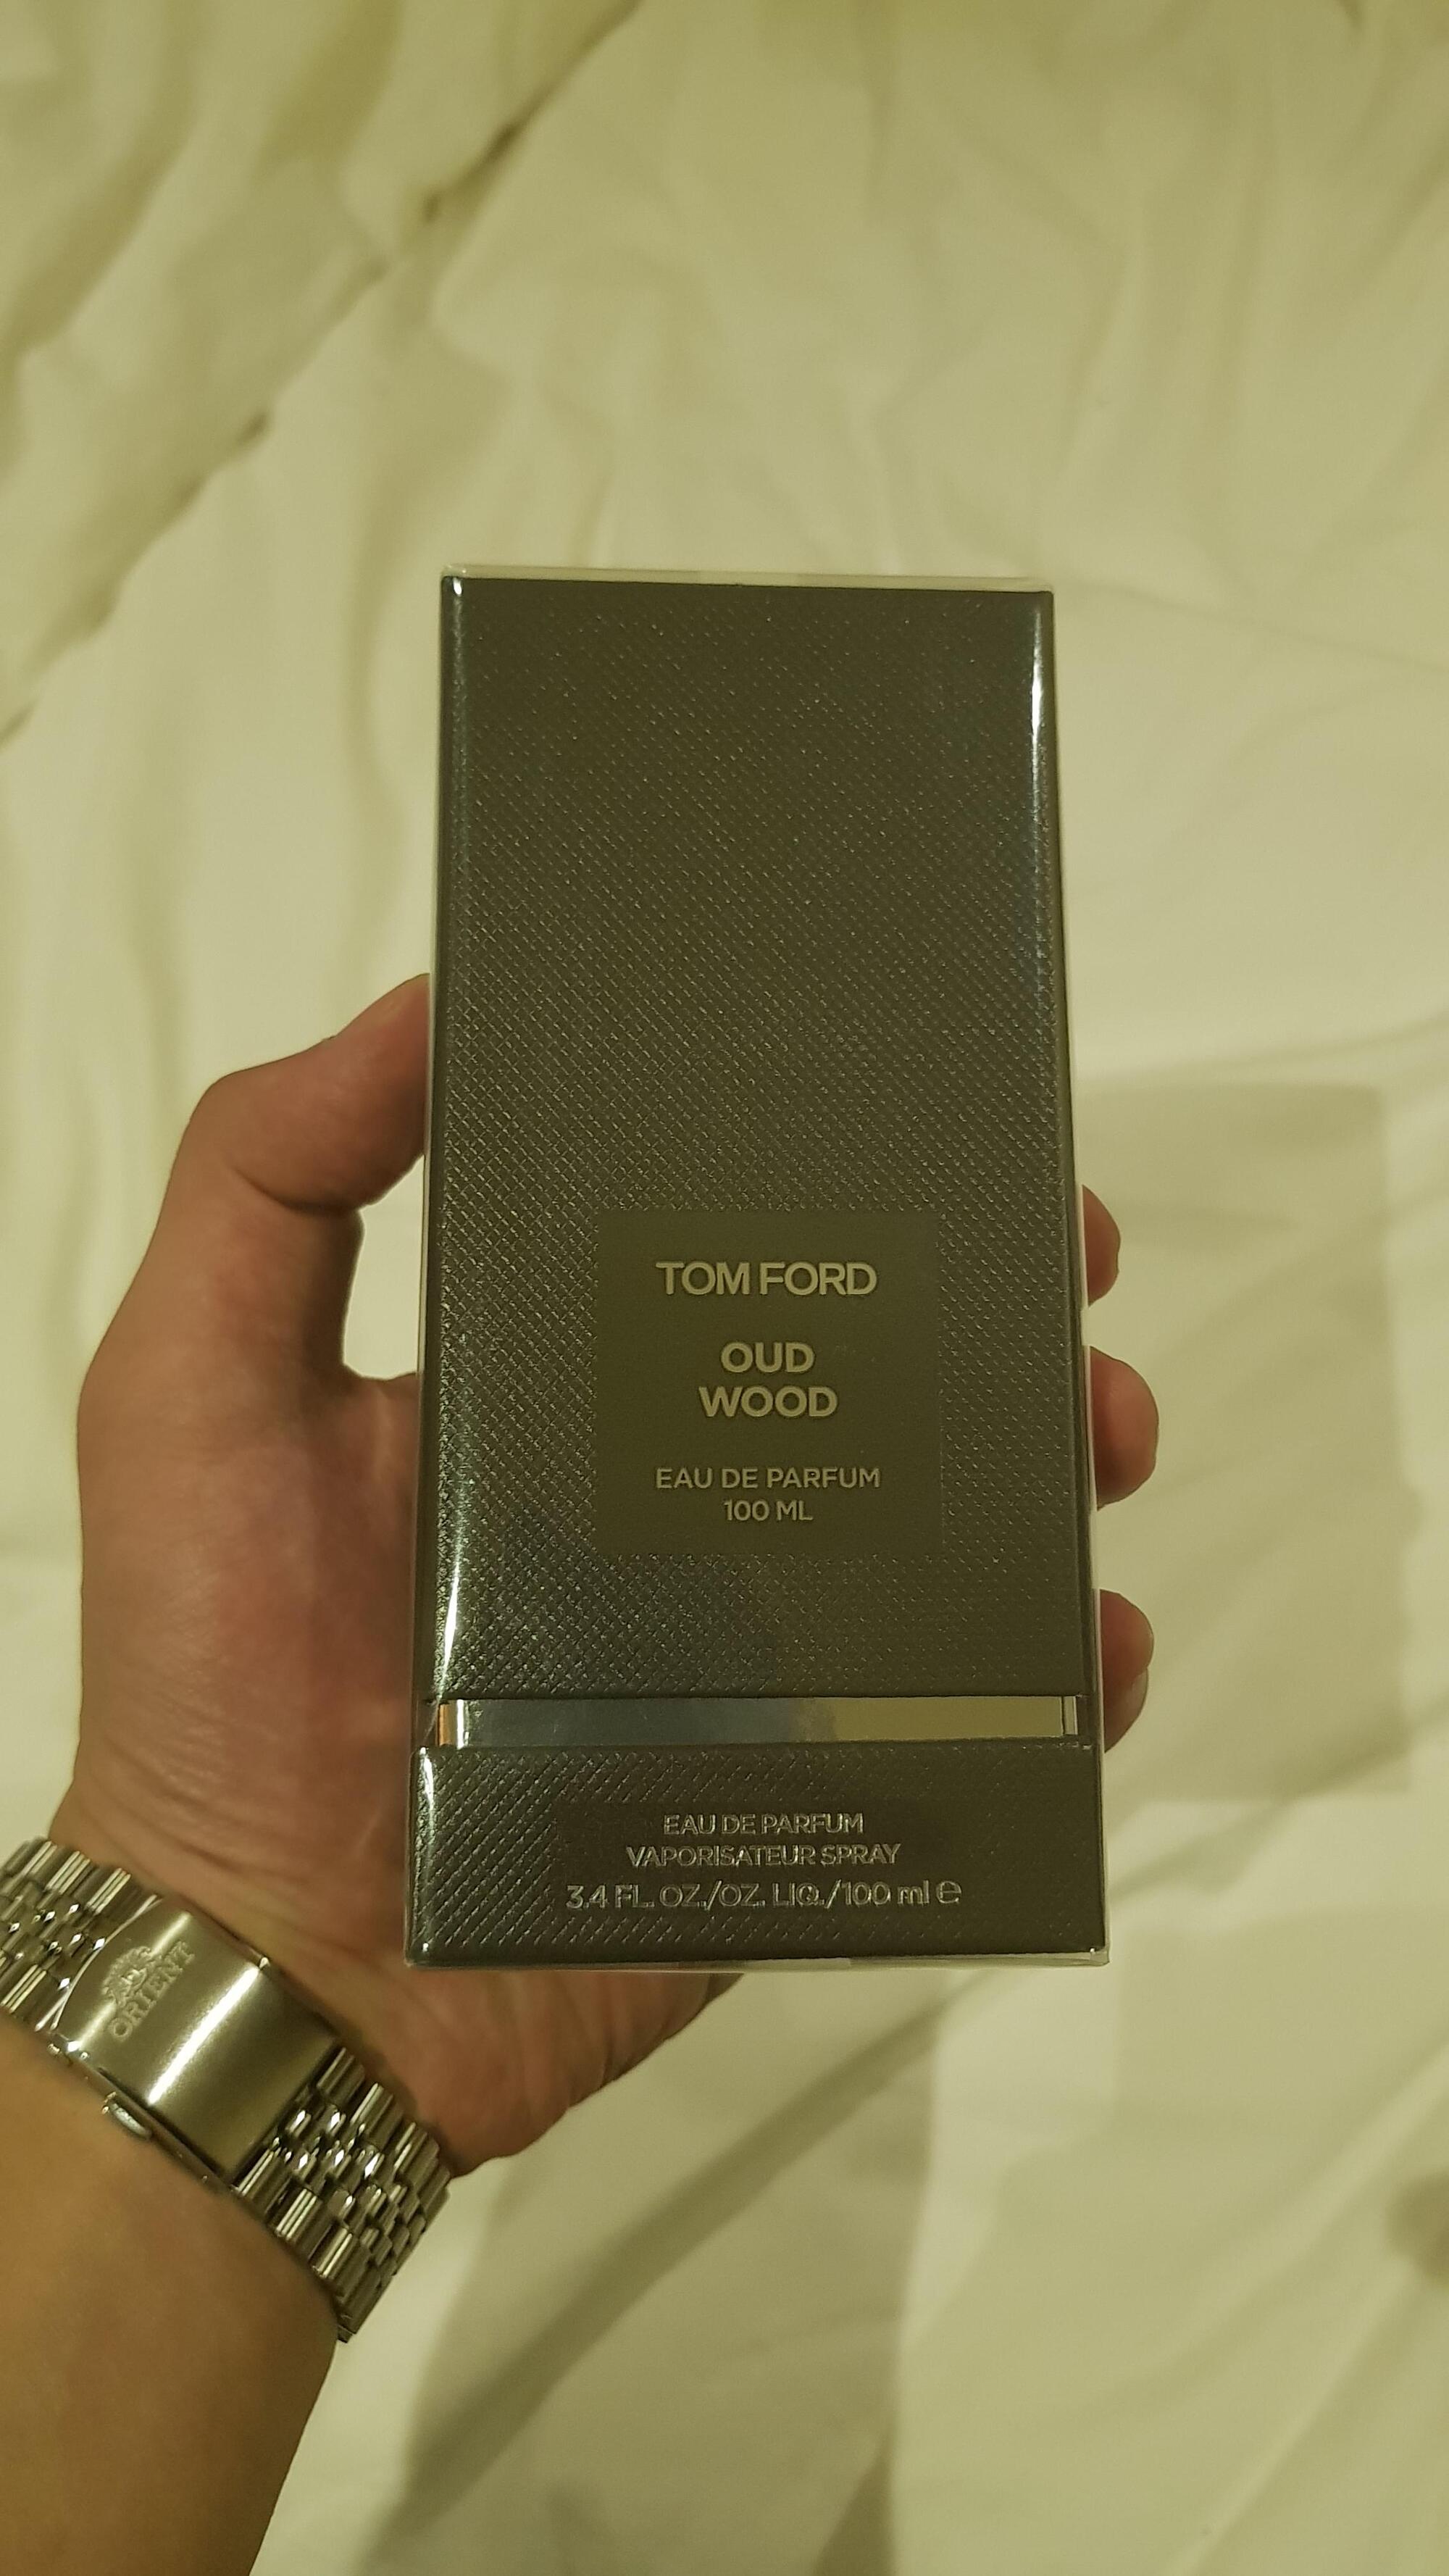 TOM FORD
OUD
WOOD
EAU DE PARFUM
100 ML
EAU DE PARFUM
VAPORISATEUR SPRAY
3.4 FL. OZ./OZ. LIQ./100 ml ℮
ORIENT